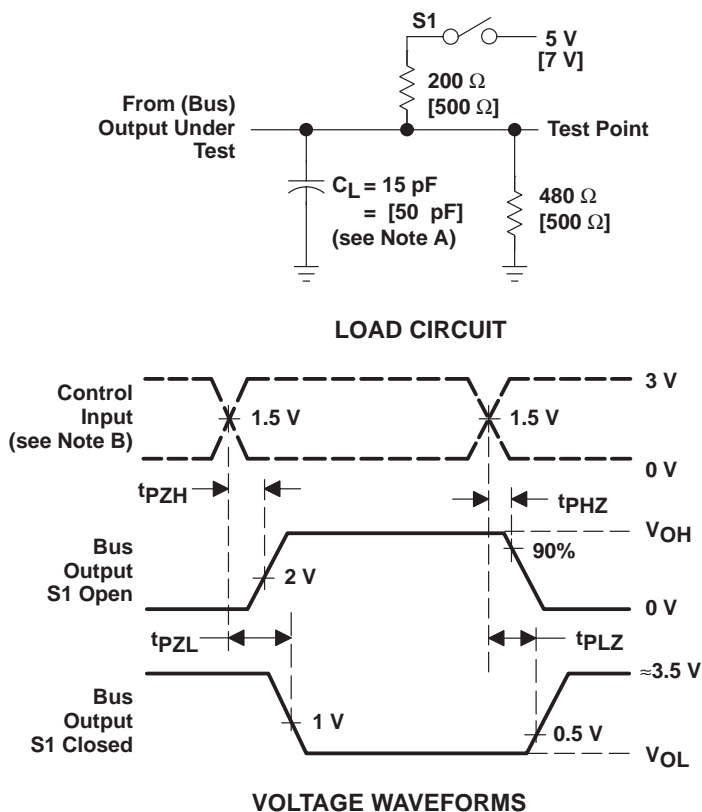 S1
5 V
[7 V]
200 Ω
[500 Ω]
From (Bus)
Output Under
Test
Test Point
CL = 15 pF
= [50 pF]
(see Note A)
480 Ω
[500 Ω]
LOAD CIRCUIT
Control
Input
(see Note B)
3 V
1.5 V
1.5 V
0 V
tPZH
tPHZ
Bus
Output
S1 Open
VOH
90%
2 V
0 V
tPZL
tPLZ
Bus
Output
S1 Closed
≈3.5 V
1 V
0.5 V
VOL
VOLTAGE WAVEFORMS